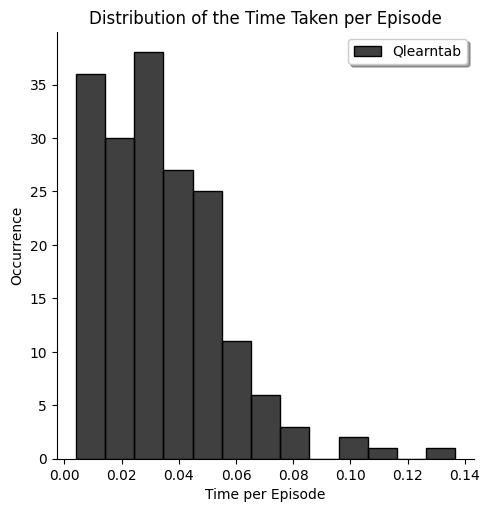 Distribution of the Time Taken per Episode
Qlearntab
35
30
25
20
15
10
5
0
Occurrence
0.00 0.02 0.04 0.06 0.08 0.10 0.12 0.14
Time per Episode